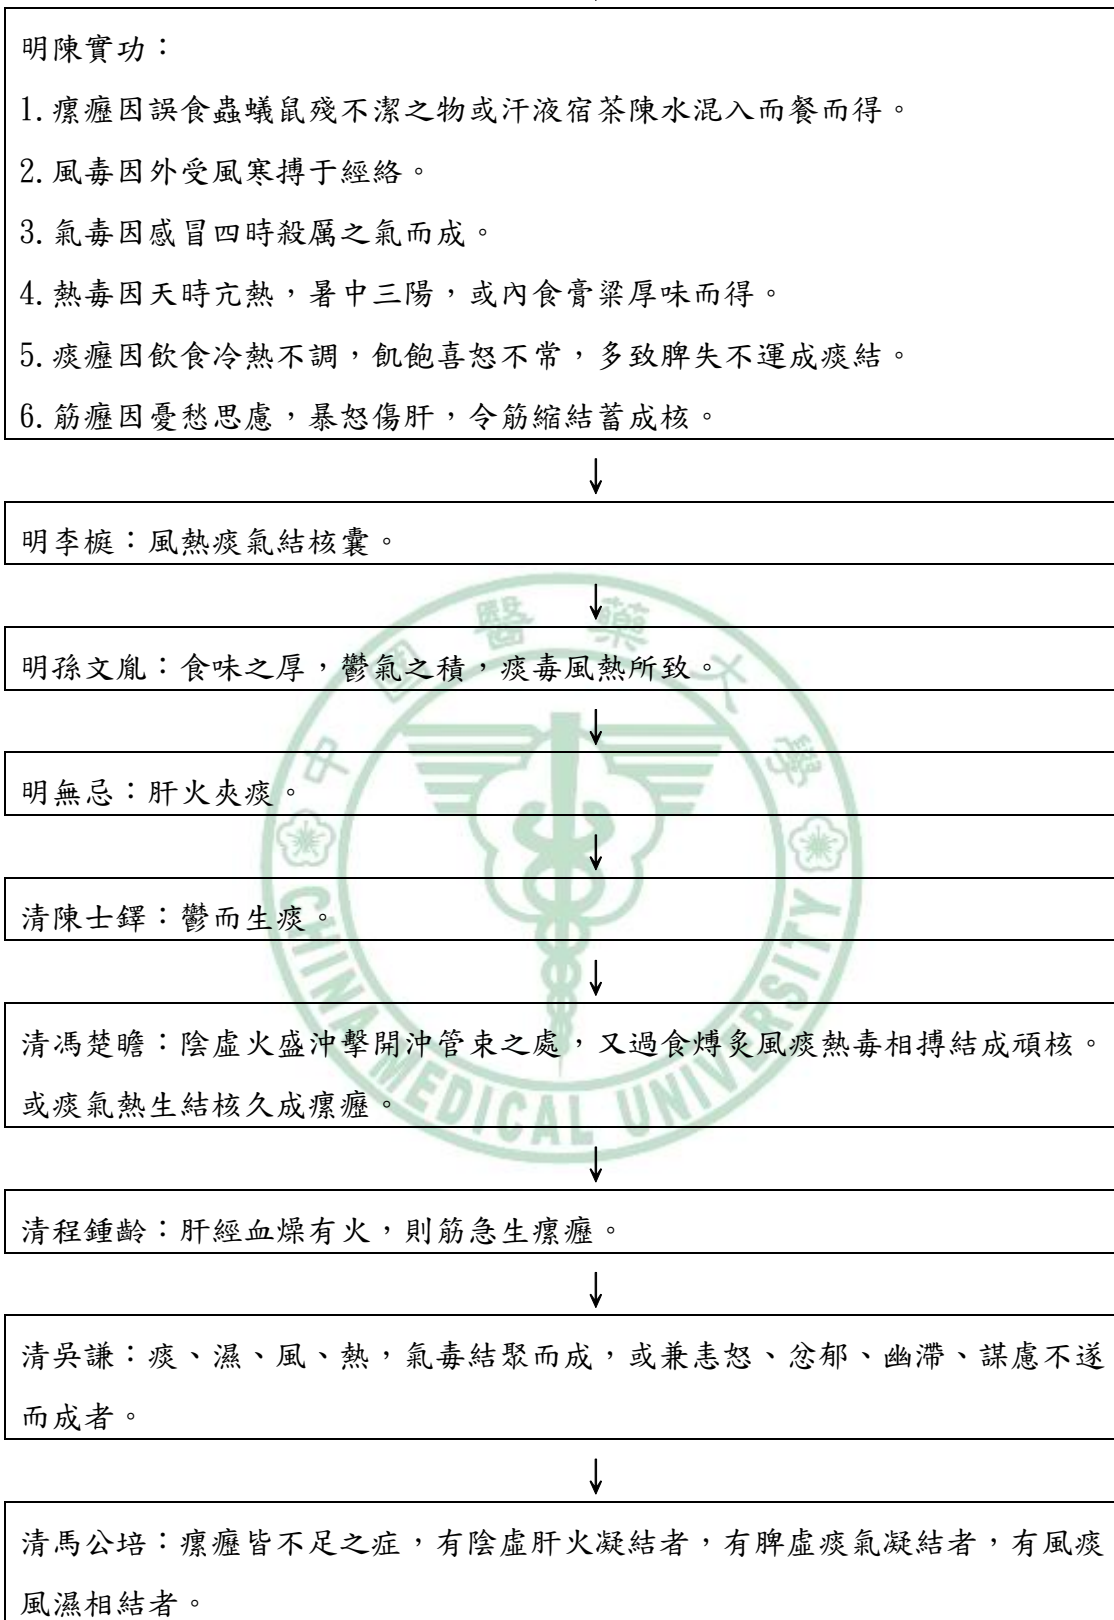 明陳實功：
1.瘰癧因誤食蟲蟻鼠殘不潔之物或汗液宿茶陳水混入而餐而得。
2.風毒因外受風寒搏于經絡。
3.氣毒因感冒四時殺厲之氣而成。
4.熱毒因天時亢熱，暑中三陽，或內食膏粱厚味而得。
5.痰癧因飲食冷熱不調，飢飽喜怒不常，多致脾失不運成痰結。
6.筋癧因憂愁思慮，暴怒傷肝，令筋縮結蓄成核。
↓
明李梴：風熱痰氣結核囊。
↓
明孫文胤：食味之厚，鬱氣之積，痰毒風熱所致。
↓
明無忌：肝火夾痰。
↓
清陳士鐸：鬱而生痰。
↓
清馮楚瞻：陰虛火盛沖擊開沖管束之處，又過食煿炙風痰熱毒相搏結成頑核。
或痰氣熱生結核久成瘰癧。
↓
清程鍾齡：肝經血燥有火，則筋急生瘰癧。
↓
清吳謙：痰、濕、風、熱，氣毒結聚而成，或兼恚怒、忿郁、幽滯、謀慮不遂
而成者。
↓
清馬公培：瘰癧皆不足之症，有陰虛肝火凝結者，有脾虛痰氣凝結者，有風痰
風濕相結者。
中國醫藥大學
CHINA MEDICAL UNIVERSITY